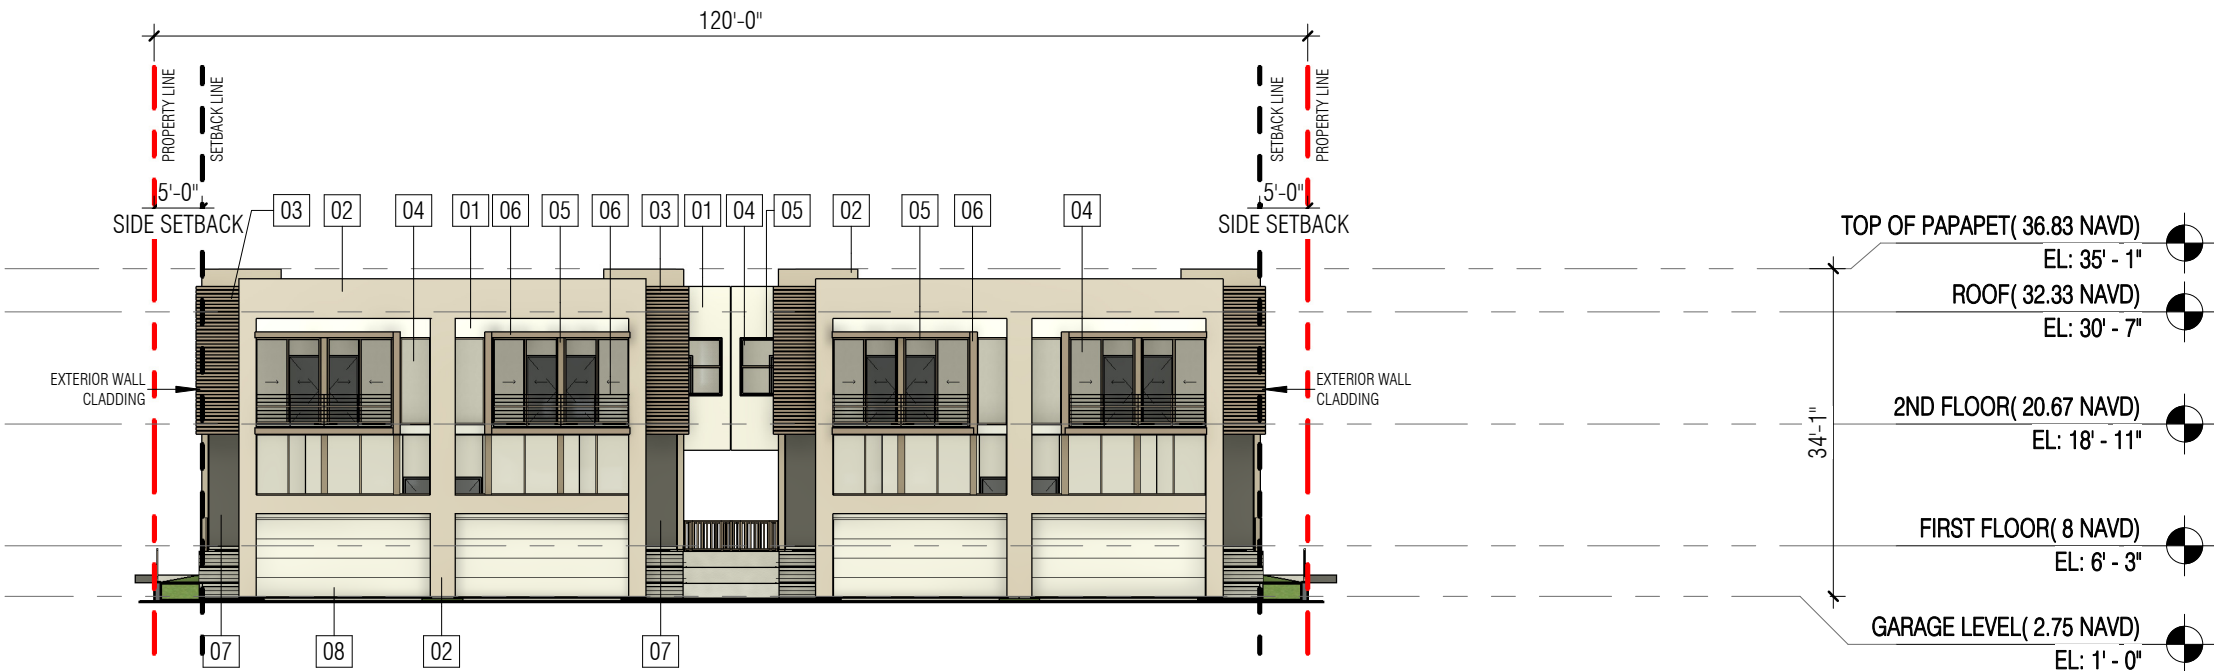 120'-0"
PROPERTY LINE
SETBACK LINE
SETBACK LINE
PROPERTY LINE
5'-0"
SIDE SETBACK
5'-0"
SIDE SETBACK
03
02
04
01
06
05
06
03
01
04
05
02
05
06
04
EXTERIOR WALL
CLADDING
EXTERIOR WALL
CLADDING
07
08
02
07
34'-1"
TOP OF PAPAPET( 36.83 NAVD)
EL: 35' - 1"
ROOF( 32.33 NAVD)
EL: 30' - 7"
2ND FLOOR( 20.67 NAVD)
EL: 18' - 11"
FIRST FLOOR( 8 NAVD)
EL: 6' - 3"
GARAGE LEVEL( 2.75 NAVD)
EL: 1' - 0"